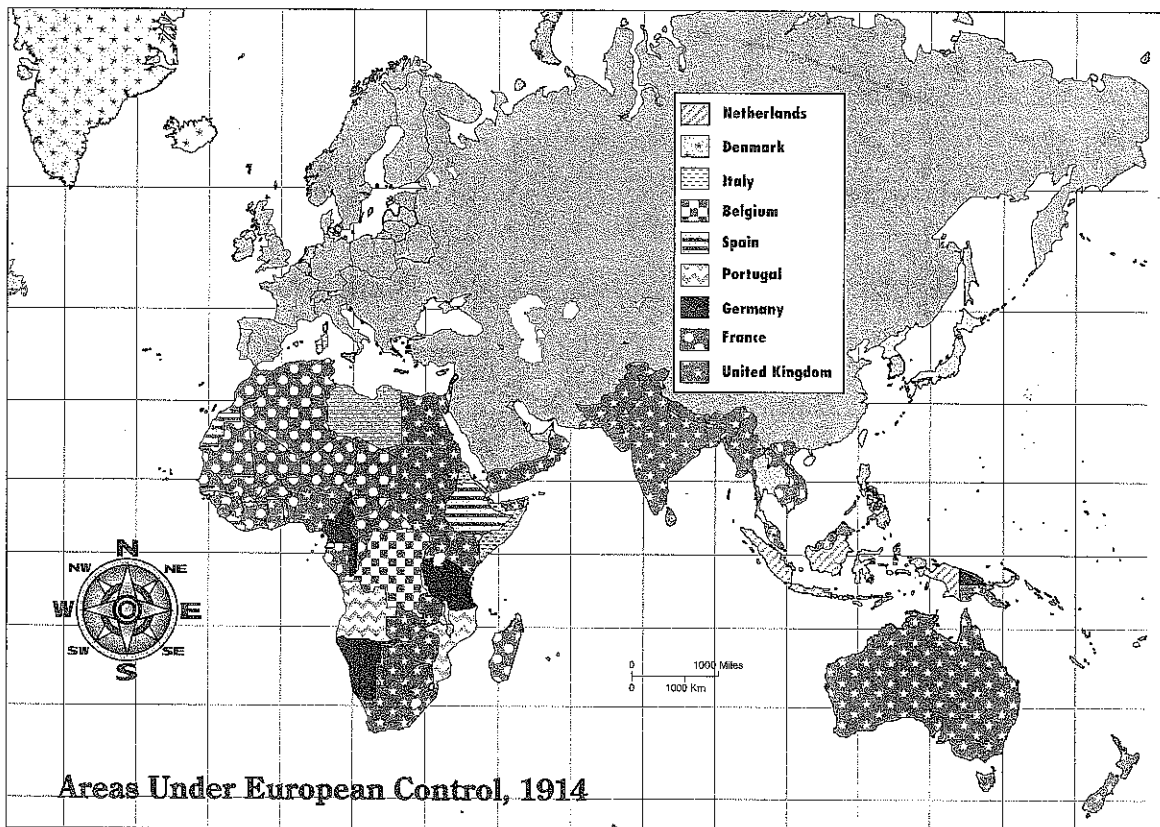 Netherlands
Denmark
Italy
Belgium
Spain
Portugal
Germany
France
United Kingdom
N
NW NE
W E
SW SE
S
0 1000 Miles
0 1000 Km
Areas Under European Control, 1914